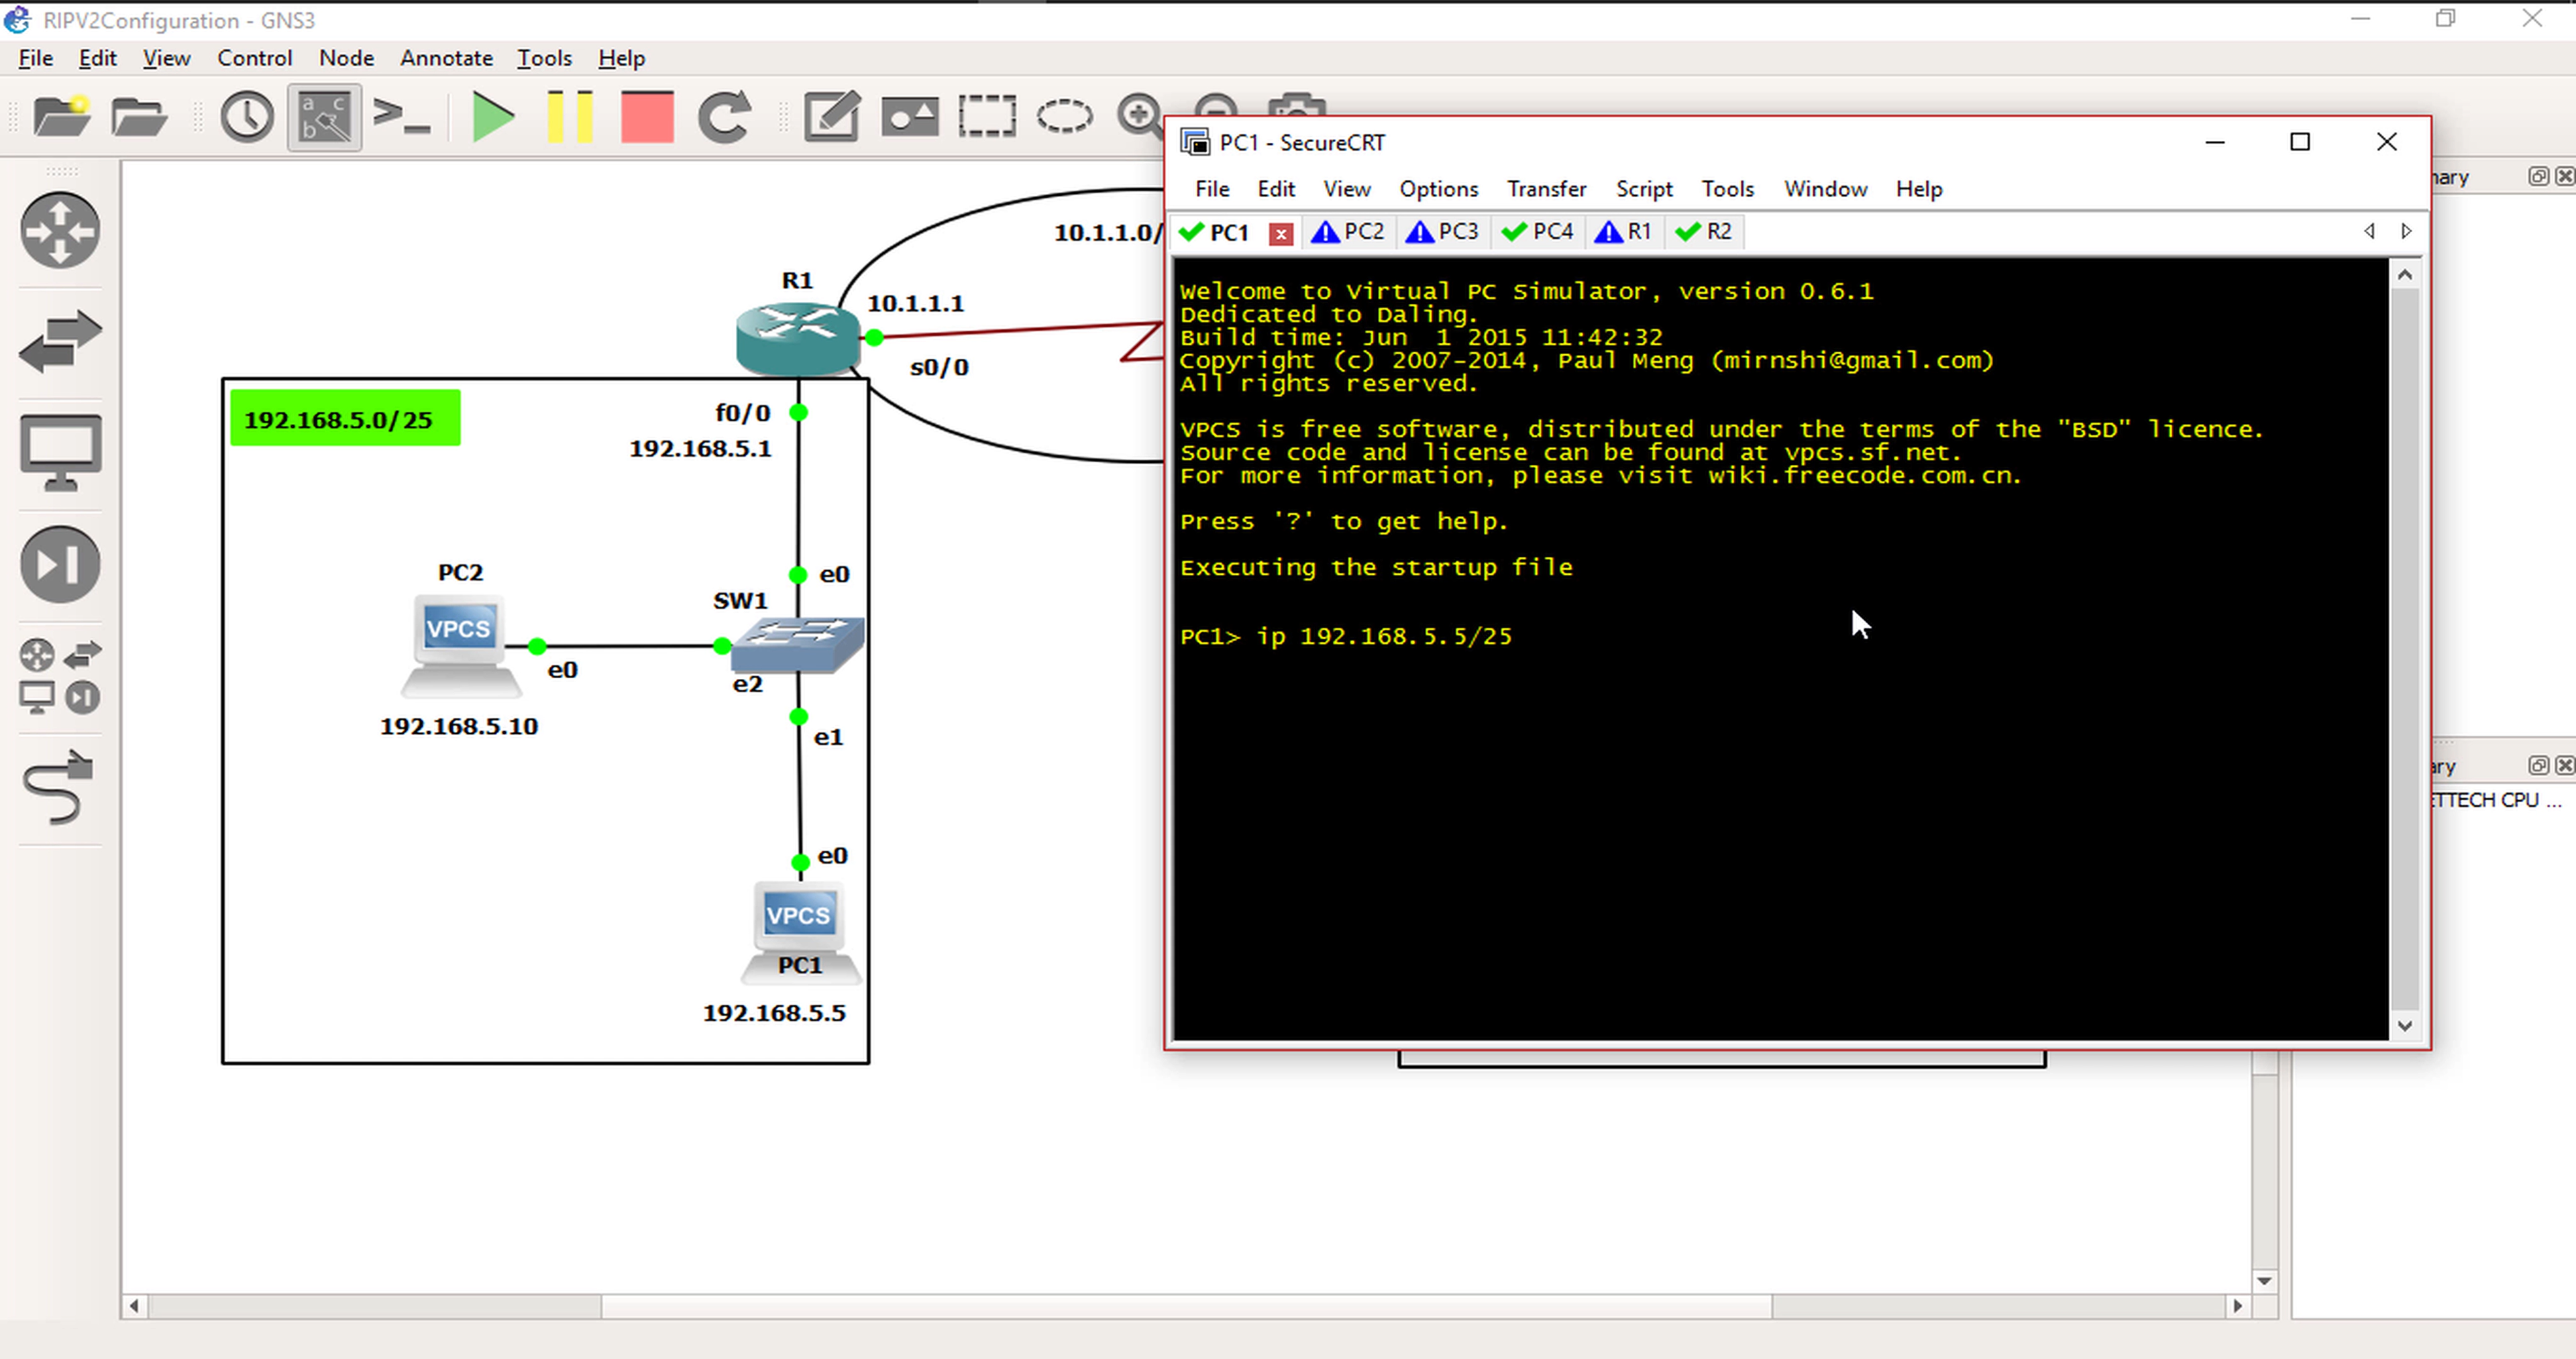 RIPV2Configuration - GNS3
File Edit View Control Node Annotate Tools Help
a c
b
>_
10.1.1.0/
R1
10.1.1.1
s0/0
192.168.5.0/25
f0/0
192.168.5.1
PC2
VPCS
e0
192.168.5.10
e0
SW1
e2
e1
e0
VPCS
PC1
192.168.5.5
PC1 - SecureCRT
File Edit View Options Transfer Script Tools Window Help
PC1 PC2 PC3 PC4 R1 R2
Welcome to Virtual PC Simulator, version 0.6.1
Dedicated to Daling.
Build time: Jun  1 2015 11:42:32
Copyright (c) 2007-2014, Paul Meng (mirnshi@gmail.com)
All rights reserved.
VPCS is free software, distributed under the terms of the "BSD" licence.
Source code and license can be found at vpcs.sf.net.
For more information, please visit wiki.freecode.com.cn.
Press '?' to get help.
Executing the startup file
PC1> ip 192.168.5.5/25
CPU ...